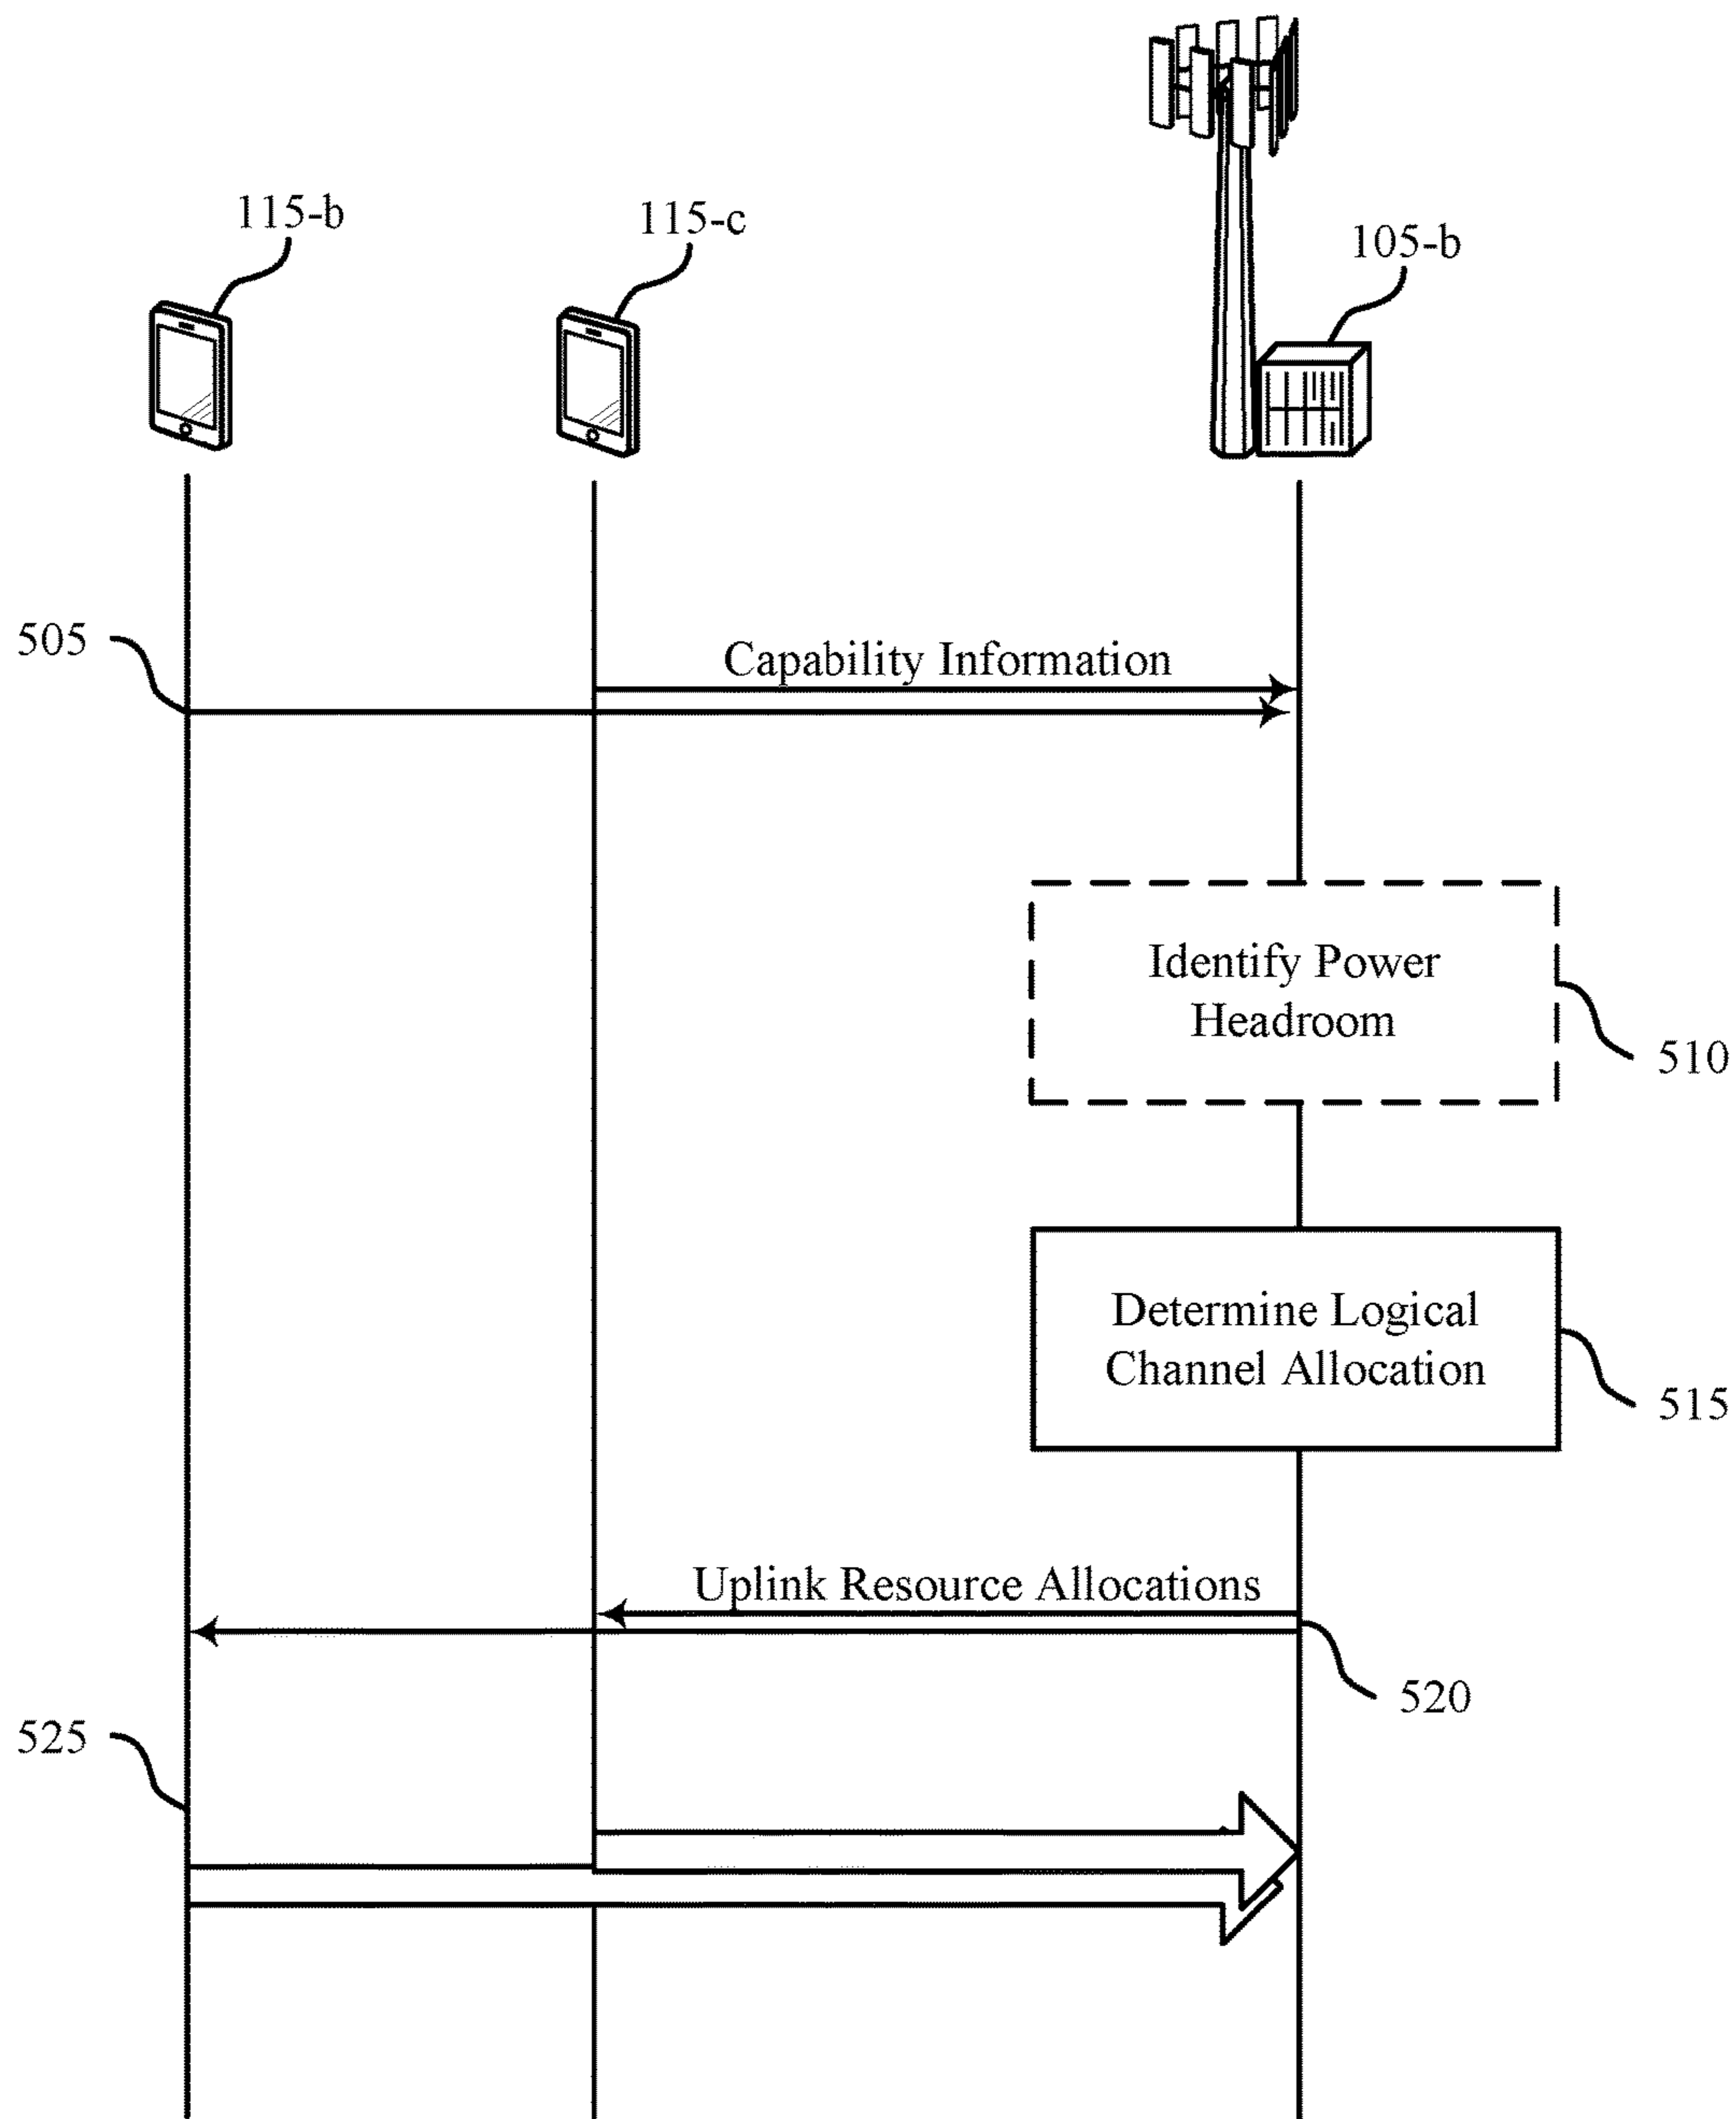 115-b
115-c
105-b
505
Capability Information
Identify Power
Headroom
510
Determine Logical
Channel Allocation
515
Uplink Resource Allocations
520
525